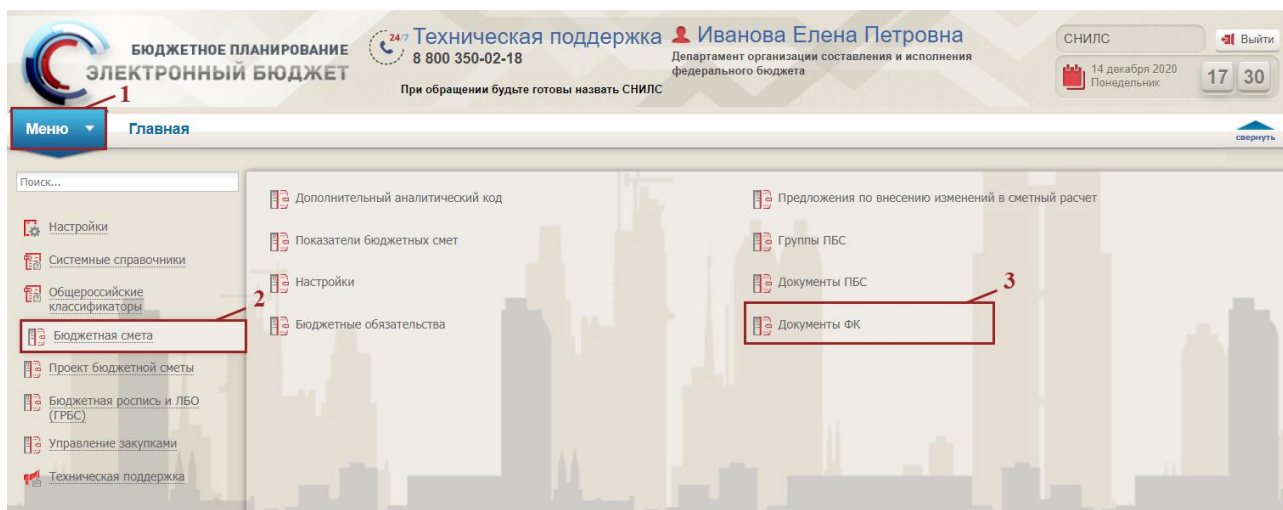 БЮДЖЕТНОЕ ПЛАНИРОВАНИЕ
ЭЛЕКТРОННЫЙ БЮДЖЕТ
24/7 Техническая поддержка
8 800 350-02-18
При обращении будьте готовы назвать СНИЛС
Иванова Елена Петровна
Департамент организации составления и исполнения
федерального бюджета
СНИЛС
Выйти
14 декабря 2020
Понедельник
17 30
1
Меню
Главная
свернуть
Поиск...
Настройки
Системные справочники
Общероссийские
классификаторы
2
Бюджетная смета
Проект бюджетной сметы
Бюджетная роспись и ЛБО
(ГРБС)
Управление закупками
Техническая поддержка
Дополнительный аналитический код
Показатели бюджетных смет
Настройки
Бюджетные обязательства
Предложения по внесению изменений в сметный расчет
Группы ПБС
Документы ПБС
3
Документы ФК